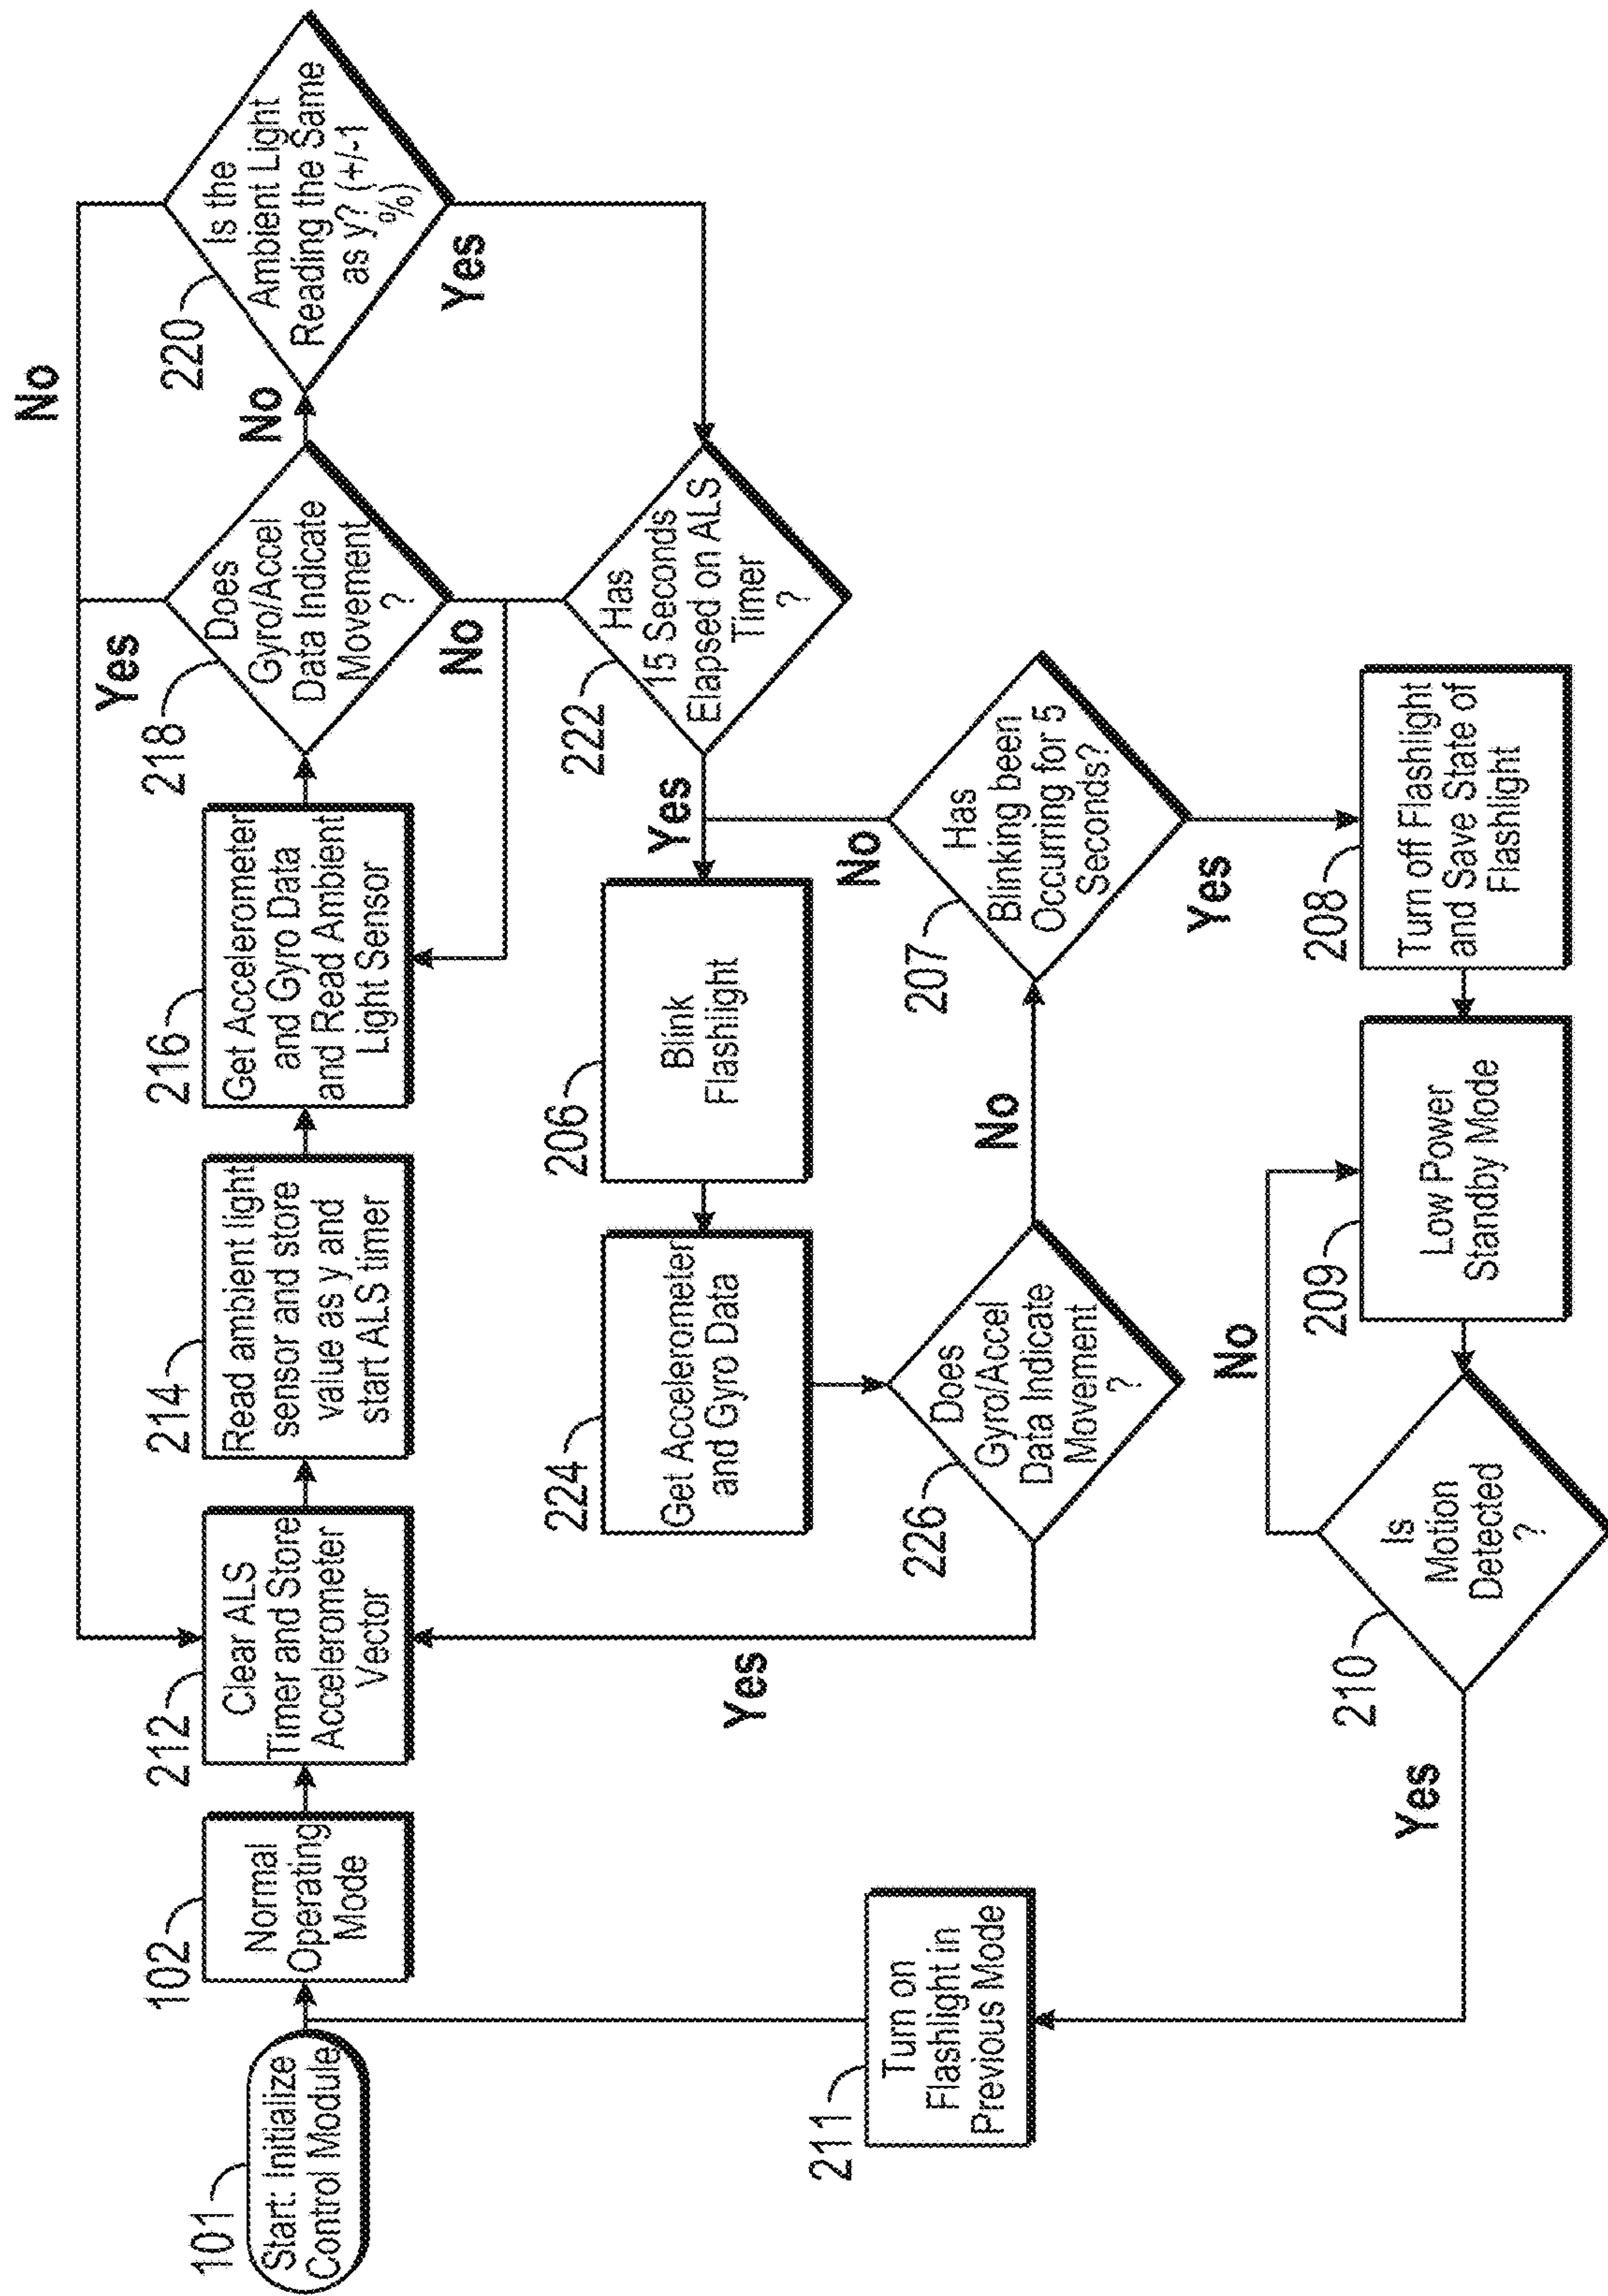 101
Start: Initialize
Control Module
102
Normal
Operating
Mode
212
Clear ALS
Timer and Store
Accelerometer
Vector
214
Read ambient light
sensor and store
value as y and
start ALS timer
216
Get Accelerometer
and Gyro Data
and Read Ambient
Light Sensor
218
Does
Gyro/Accel
Data Indicate
Movement
?
Yes
No
No
220
Is the
Ambient Light
Reading the Same
as y? (+/-1
%)
No
Yes
222
Has
15 Seconds
Elapsed on ALS
Timer
?
No
Yes
206
Blink
Flashlight
224
Get Accelerometer
and Gyro Data
226
Does
Gyro/Accel
Data Indicate
Movement
?
Yes
No
207
Has
Blinking been
Occurring for 5
Seconds?
Yes
208
Turn off Flashlight
and Save State of
Flashlight
209
Low Power
Standby Mode
210
Is
Motion
Detected
?
No
Yes
211
Turn on
Flashlight in
Previous Mode